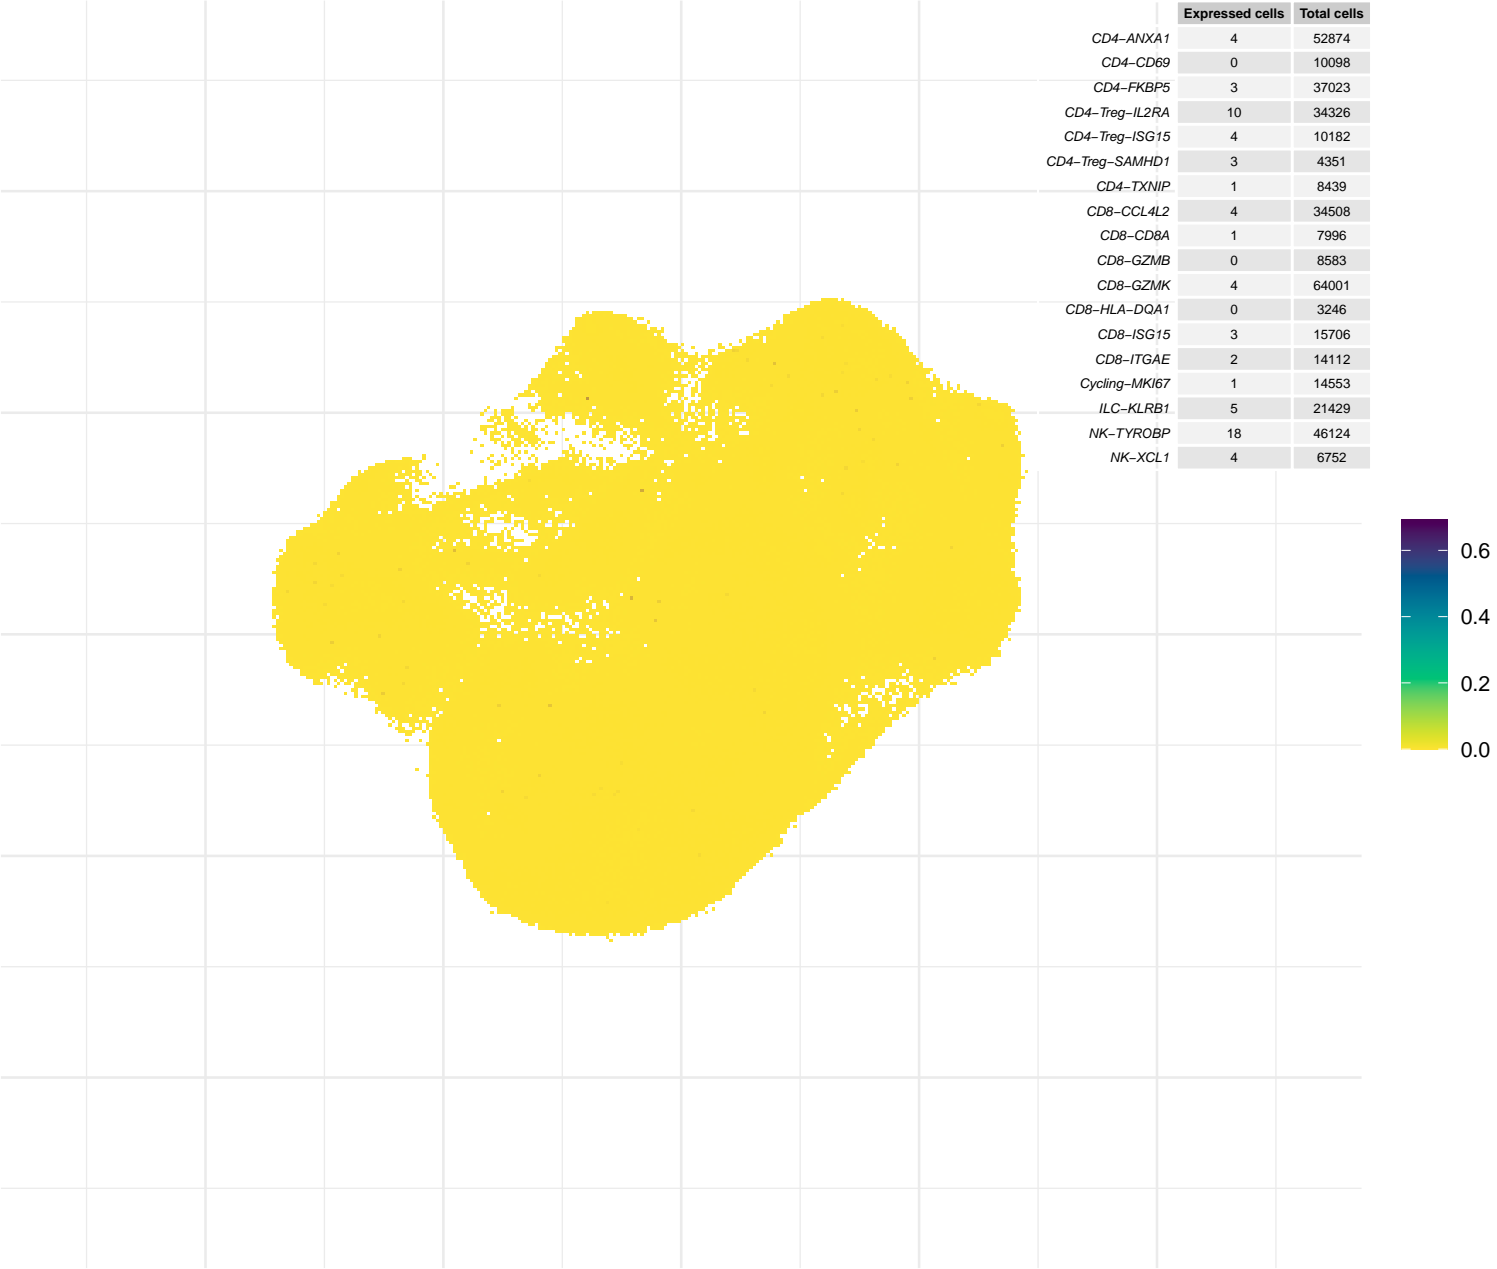 Expressed cells Total cells
CD4−ANXA1 4 52874
CD4−CD69 0 10098
CD4−FKBP5 3 37023
CD4−Treg−IL2RA 10 34326
CD4−Treg−ISG15 4 10182
CD4−Treg−SAMHD1 3 4351
CD4−TXNIP 1 8439
CD8−CCL4L2 4 34508
CD8−CD8A 1 7996
CD8−GZMB 0 8583
CD8−GZMK 4 64001
CD8−HLA−DQA1 0 3246
CD8−ISG15 3 15706
CD8−ITGAE 2 14112
Cycling−MKI67 1 14553
ILC−KLRB1 5 21429
NK−TYROBP 18 46124
NK−XCL1 4 6752
0.6
0.4
0.2
0.0